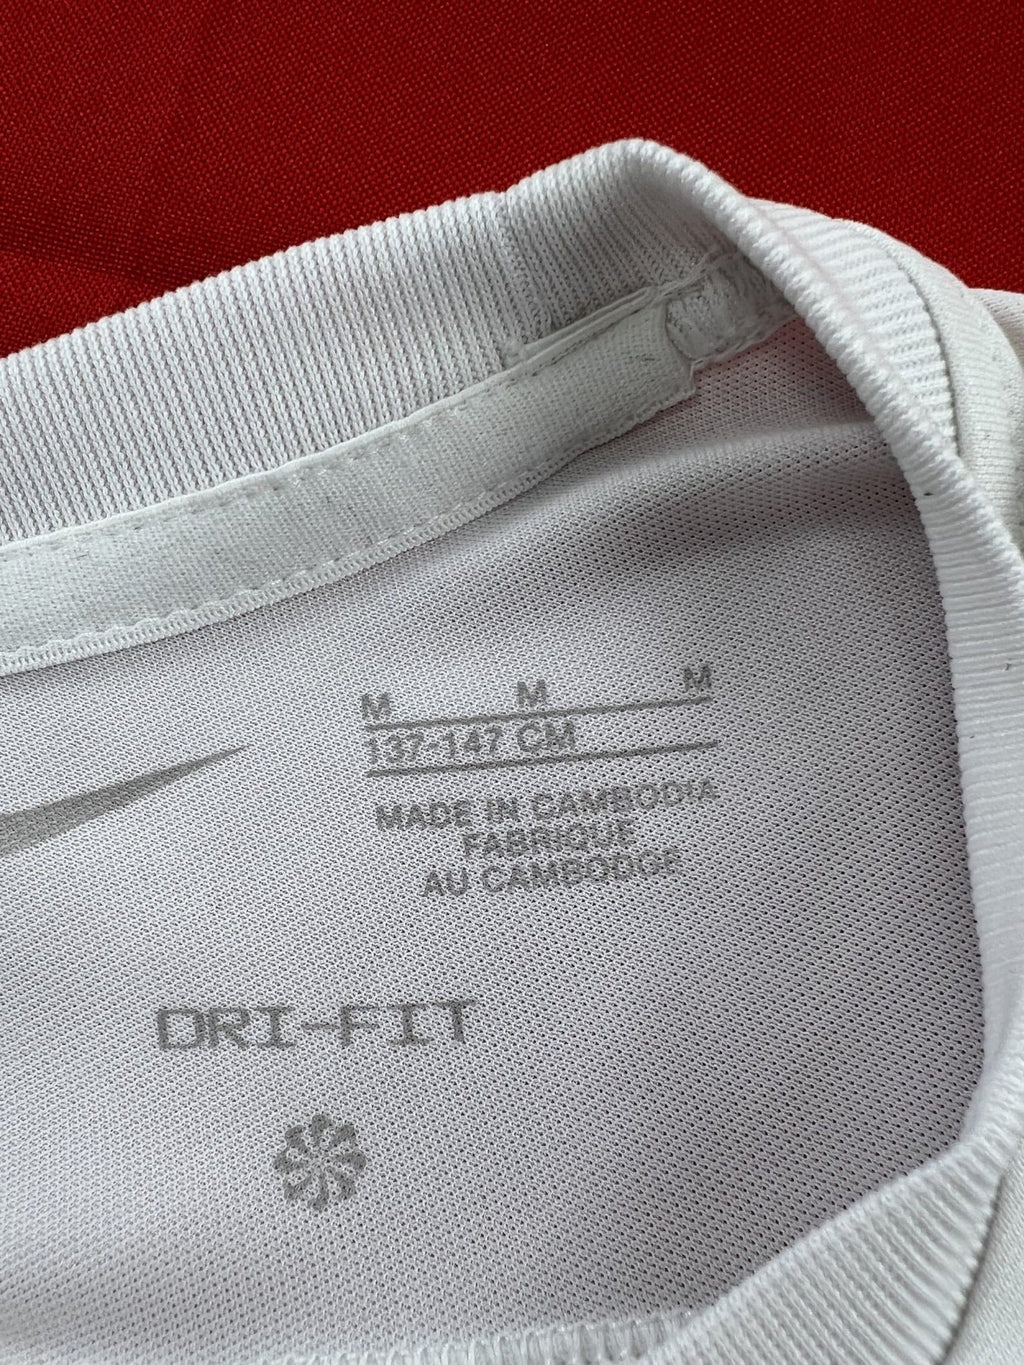 M M M
137-147 CM
MADE IN CAMBODIA
FABRIQUE
AU CAMBODGE
DRI-FIT